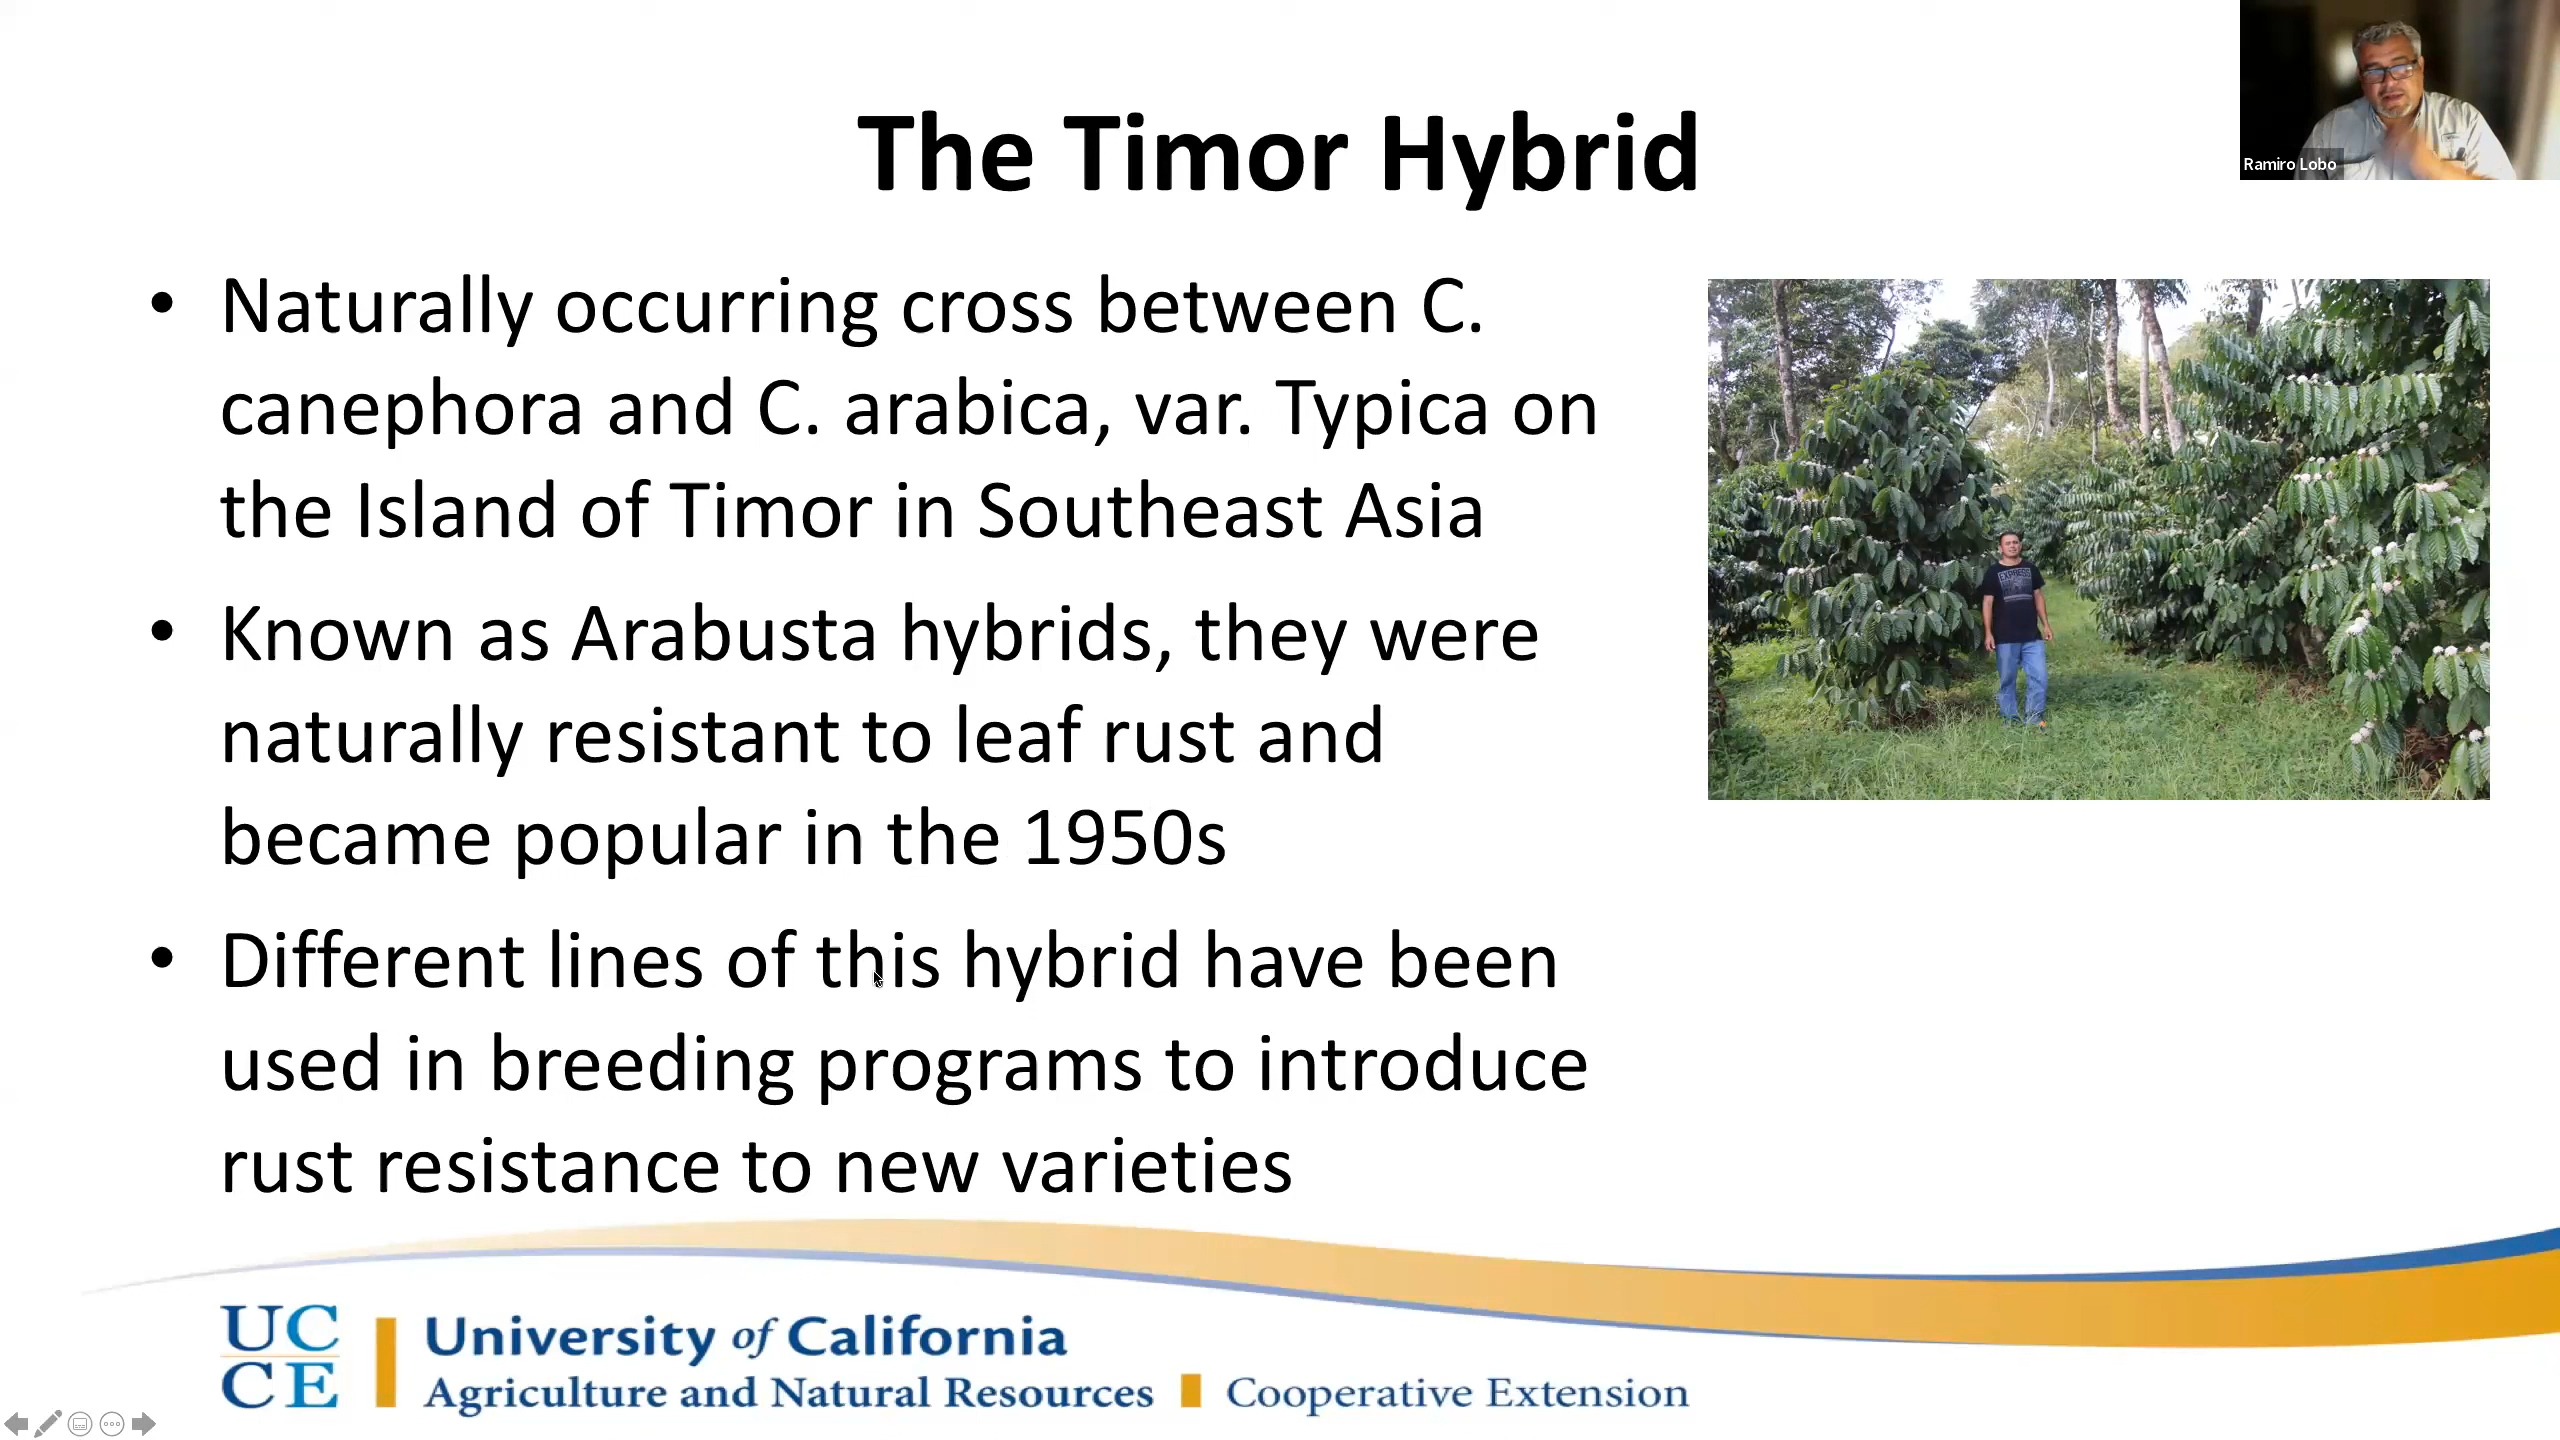 The Timor Hybrid
Ramiro Lobo
• Naturally occurring cross between C.
canephora and C. arabica, var. Typica on
the Island of Timor in Southeast Asia
• Known as Arabusta hybrids, they were
naturally resistant to leaf rust and
became popular in the 1950s
• Different lines of this hybrid have been
used in breeding programs to introduce
rust resistance to new varieties
EXPRESS
UC
CE
University of California
Agriculture and Natural Resources
Cooperative Extension